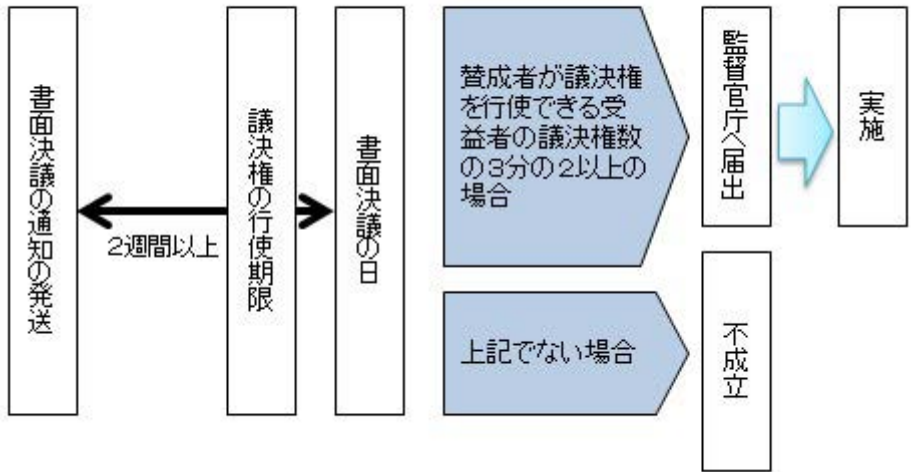 書面決議の通知の発送
2週間以上
議決権の行使期限
書面決議の日
賛成者が議決権
を行使できる受
益者の議決権数
の3分の2以上の
場合
監督官庁へ届出
実施
上記でない場合
不成立